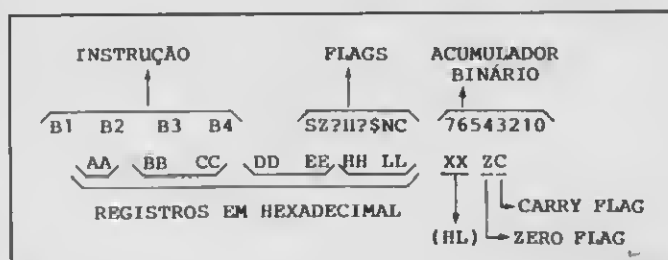 INSTRUÇÃO FLAGS ACUMULADOR
BINÁRIO
B1 B2 B3 B4 SZ?H?$NC 76543210
AA BB CC DD EE HH LL XX ZC
REGISTROS EM HEXADECIMAL CARRY FLAG
(HL) ZERO FLAG